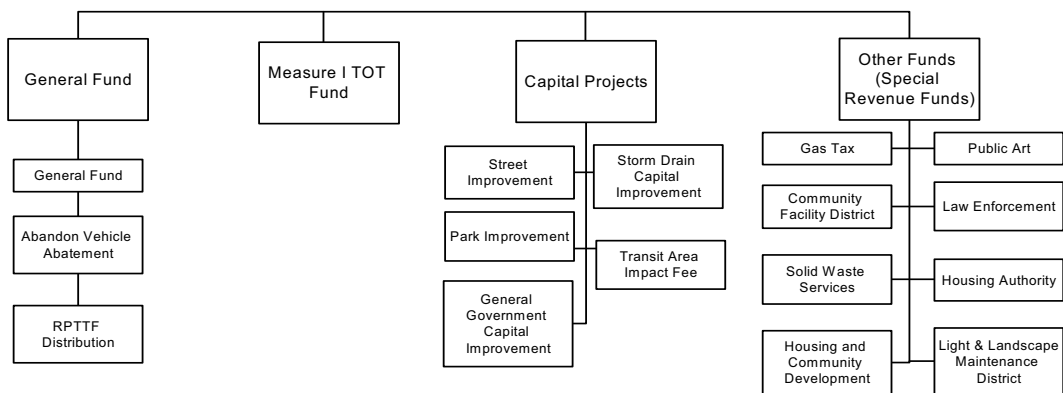 General Fund
Measure I TOT
Fund
Capital Projects
Other Funds
(Special
Revenue Funds)
General Fund
Abandon Vehicle
Abatement
RPTTF
Distribution
Street
Improvement
Storm Drain
Capital
Improvement
Park Improvement
Transit Area
Impact Fee
General
Government
Capital
Improvement
Gas Tax
Public Art
Community
Facility District
Law Enforcement
Solid Waste
Services
Housing Authority
Housing and
Community
Development
Light & Landscape
Maintenance
District